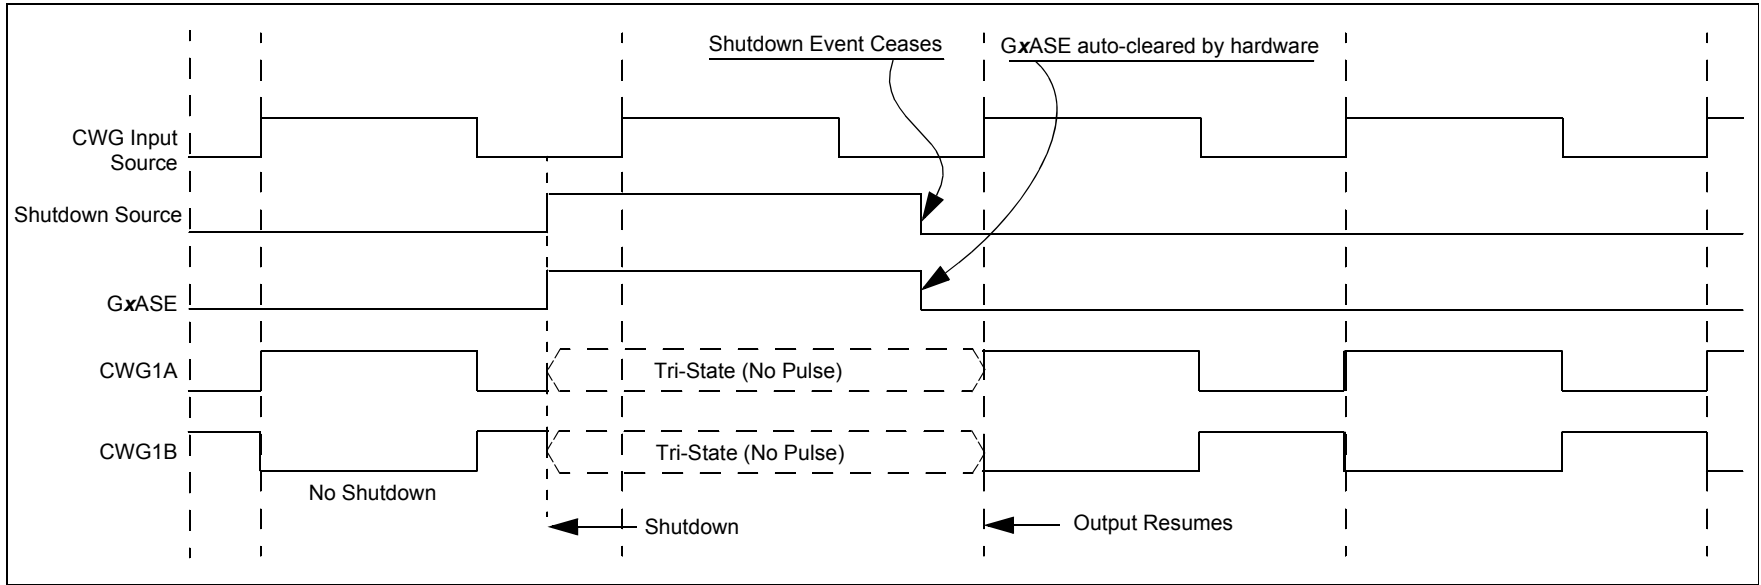 Shutdown Event Ceases
GxASE auto-cleared by hardware
CWG Input
Source
Shutdown Source
GxASE
CWG1A
Tri-State (No Pulse)
CWG1B
Tri-State (No Pulse)
No Shutdown
Shutdown
Output Resumes